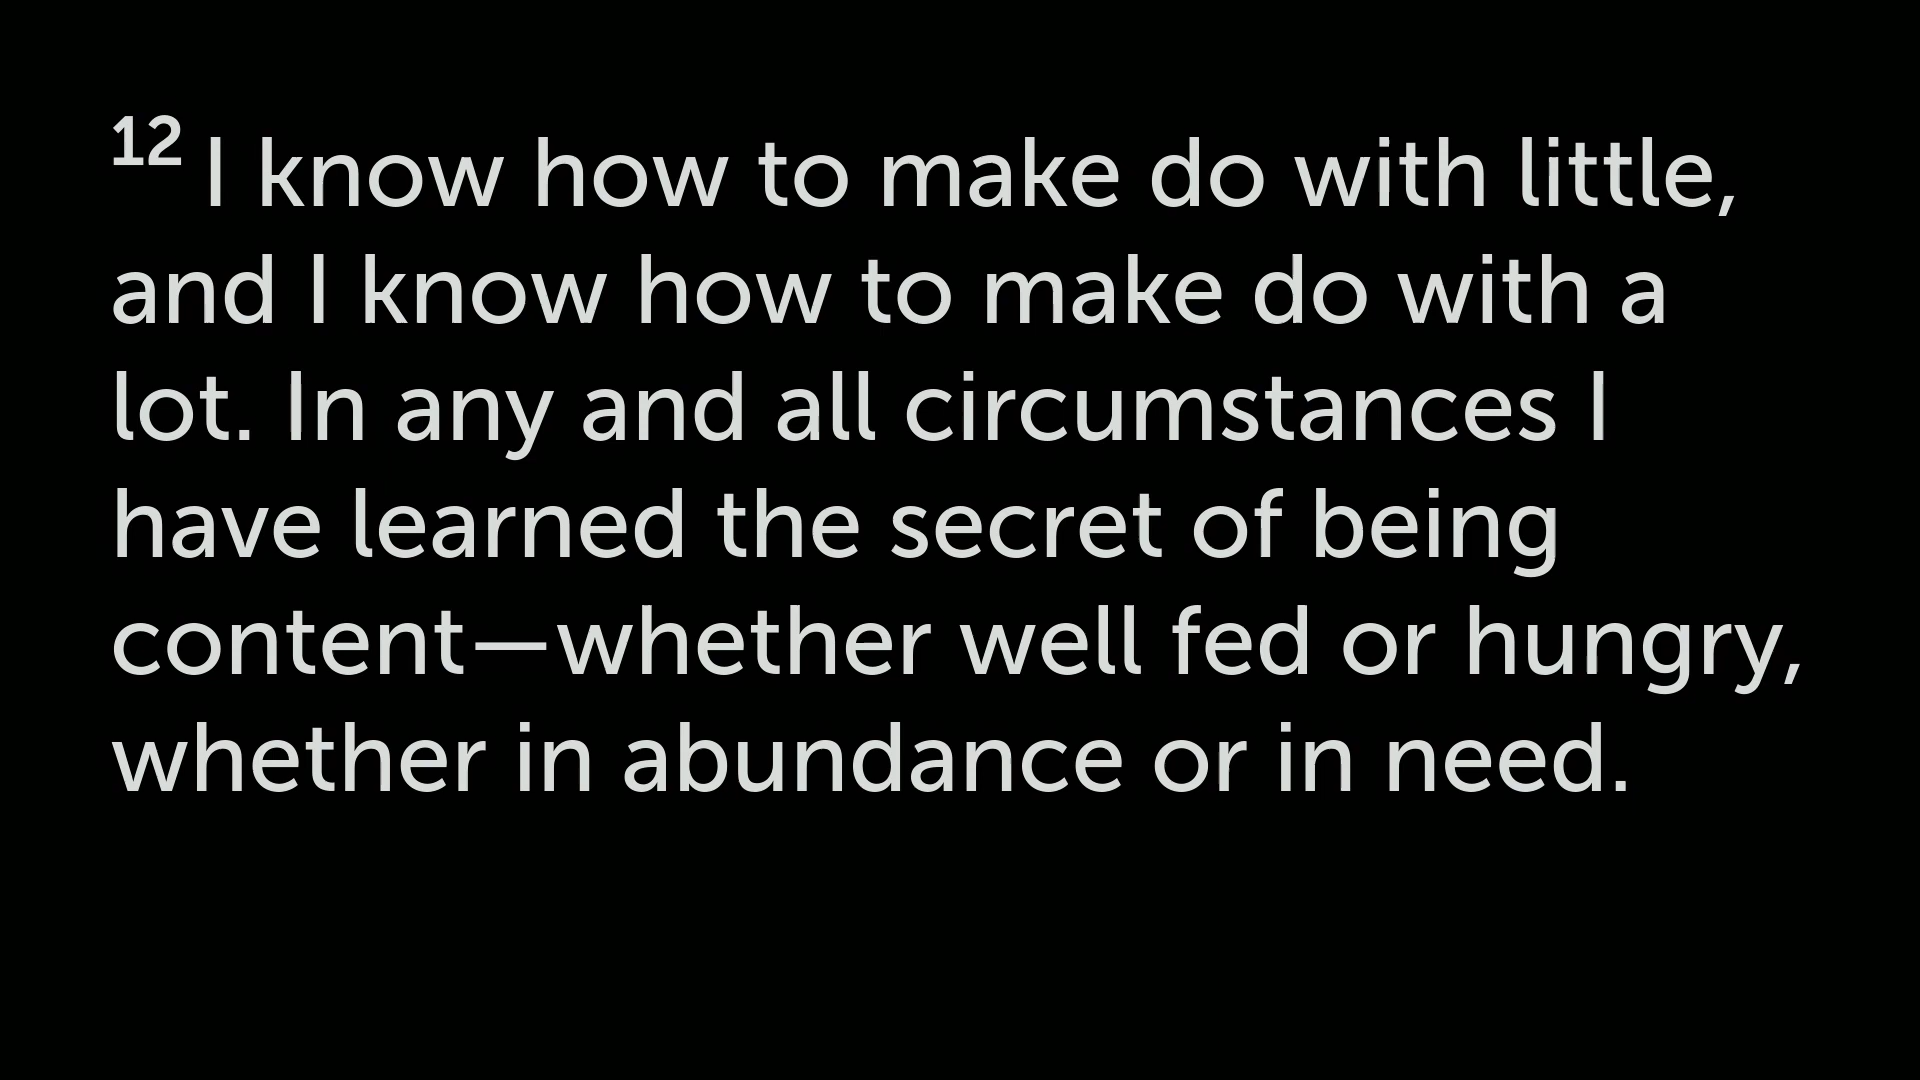 12 I know how to make do with little,
and I know how to make do with a
lot. In any and all circumstances I
have learned the secret of being
content—whether well fed or hungry,
whether in abundance or in need.